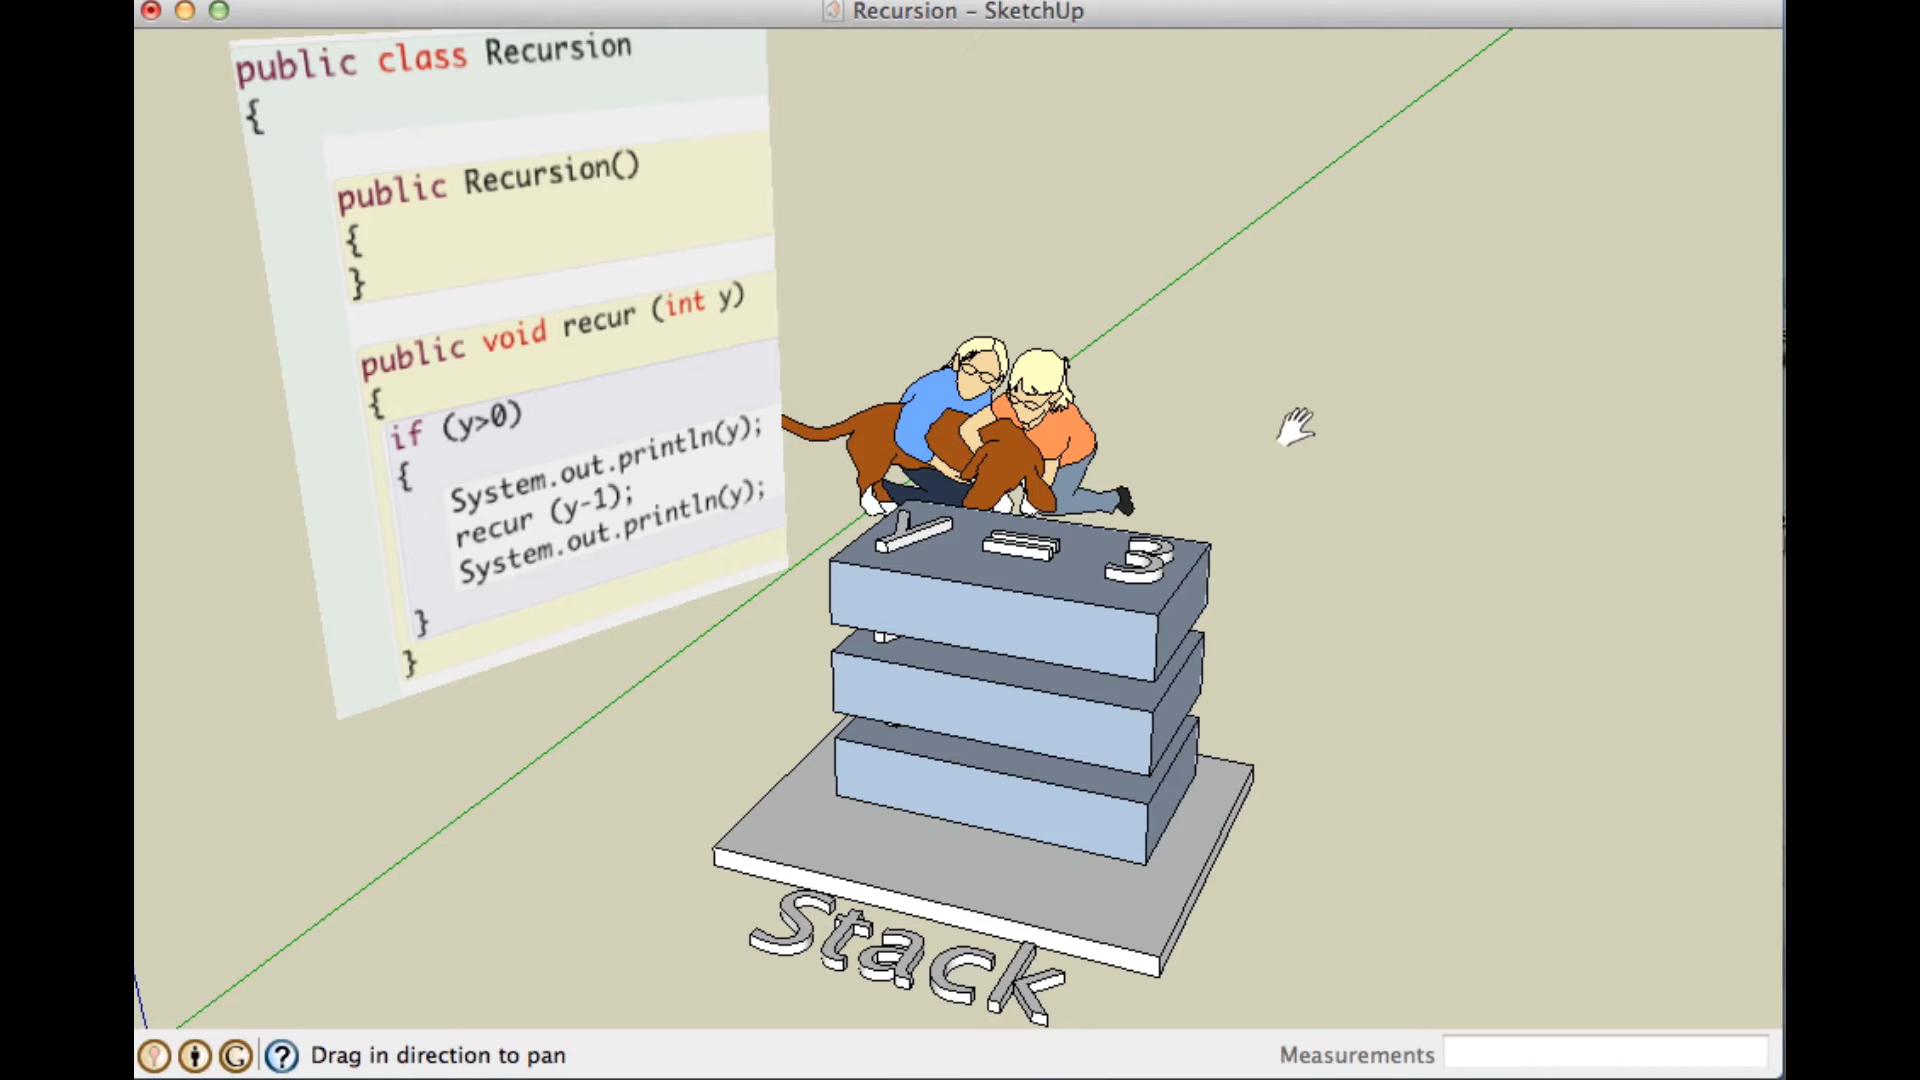 Recursion – SketchUp
public class Recursion
{
public Recursion()
{
}
public void recur (int y)
{
if (y>0)
{
System.out.println(y);
recur (y-1);
System.out.println(y);
}
}
Y = 3
Stack
Drag in direction to pan
Measurements